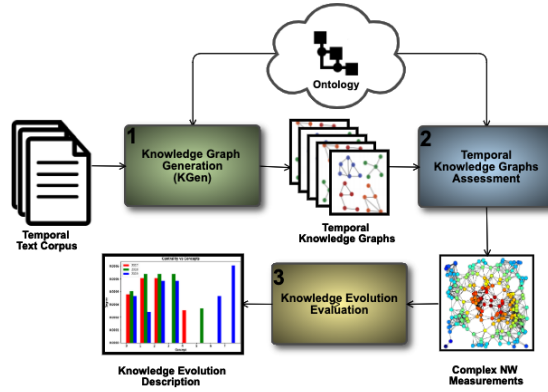 Ontology
1
Knowledge Graph
Generation
(KGen)
2
Temporal
Knowledge Graphs
Assessment
Temporal
Text Corpus
Temporal
Knowledge Graphs
3
Knowledge Evolution
Evaluation
Knowledge Evolution
Description
Complex NW
Measurements